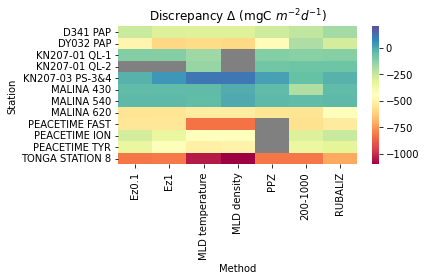 Discrepancy Δ (mgC m⁻²d⁻¹)
Station
D341 PAP
DY032 PAP
KN207-01 QL-1
KN207-01 QL-2
KN207-03 PS-3&4
MALINA 430
MALINA 540
MALINA 620
PEACETIME FAST
PEACETIME ION
PEACETIME TYR
TONGA STATION 8
0
−250
−500
−750
−1000
Ez0.1
Ez1
MLD temperature
MLD density
PPZ
200-1000
RUBALIZ
Method